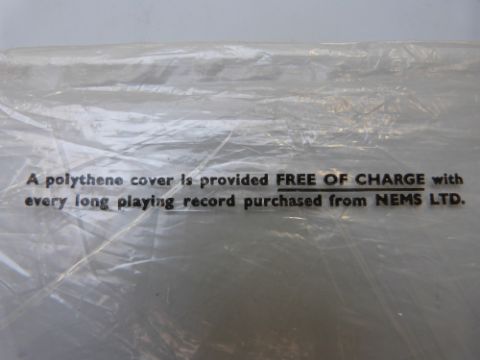 A polythene cover is provided FREE OF CHARGE with
every long playing record purchased from NEMS LTD.